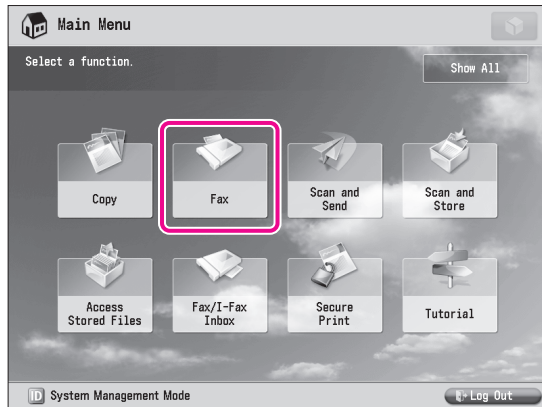 Main Menu
Select a function.
Show All
Copy
Fax
Scan and
Send
Scan and
Store
Access
Stored Files
Fax/I-Fax
Inbox
Secure
Print
Tutorial
ID System Management Mode
Log Out